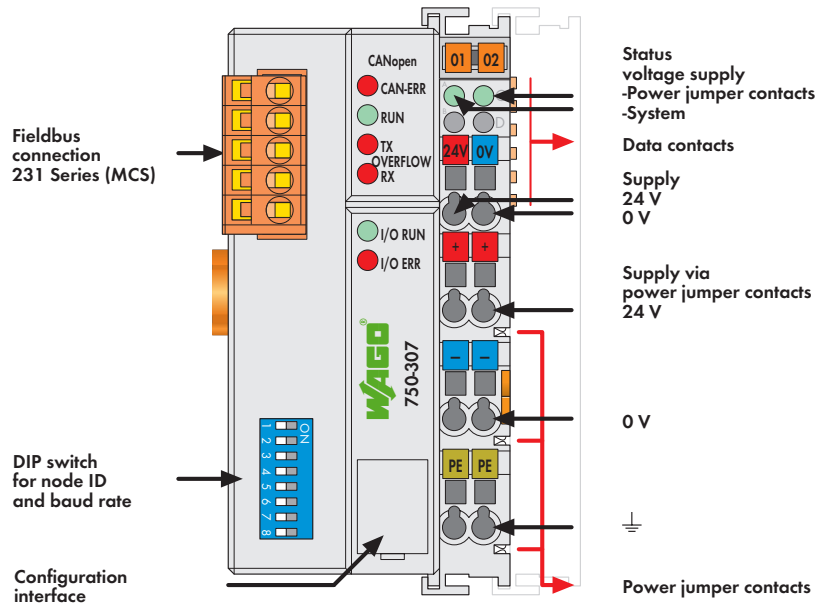 Fieldbus
connection
231 Series (MCS)
DIP switch
for node ID
and baud rate
Configuration
interface
CANopen
CAN-ERR
RUN
TX
OVERFLOW
RX
I/O RUN
I/O ERR
WAGO®
750-307
ON
1
2
3
4
5
6
7
8
01 02
A C
B D
24V 0V
+ +
– –
PE PE
Status
voltage supply
-Power jumper contacts
-System
Data contacts
Supply
24 V
0 V
Supply via
power jumper contacts
24 V
0 V
Power jumper contacts